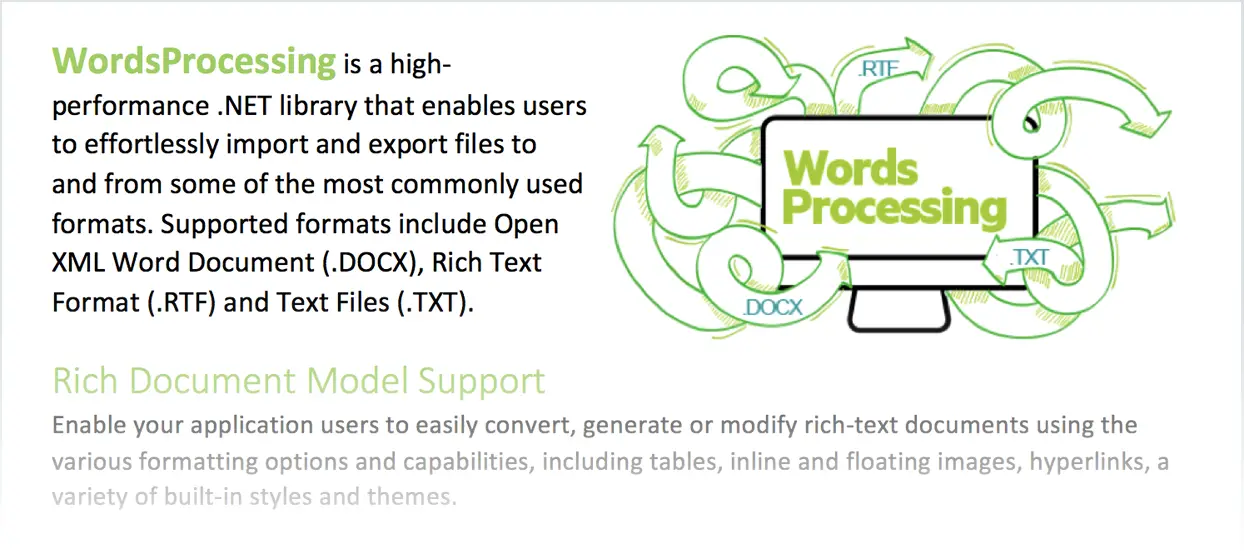 WordsProcessing is a high-
performance .NET library that enables users
to effortlessly import and export files to
and from some of the most commonly used
formats. Supported formats include Open
XML Word Document (.DOCX), Rich Text
Format (.RTF) and Text Files (.TXT).
.RTF
Words
Processing
.TXT
.DOCX
Rich Document Model Support
Enable your application users to easily convert, generate or modify rich-text documents using the
various formatting options and capabilities, including tables, inline and floating images, hyperlinks, a
variety of built-in styles and themes.